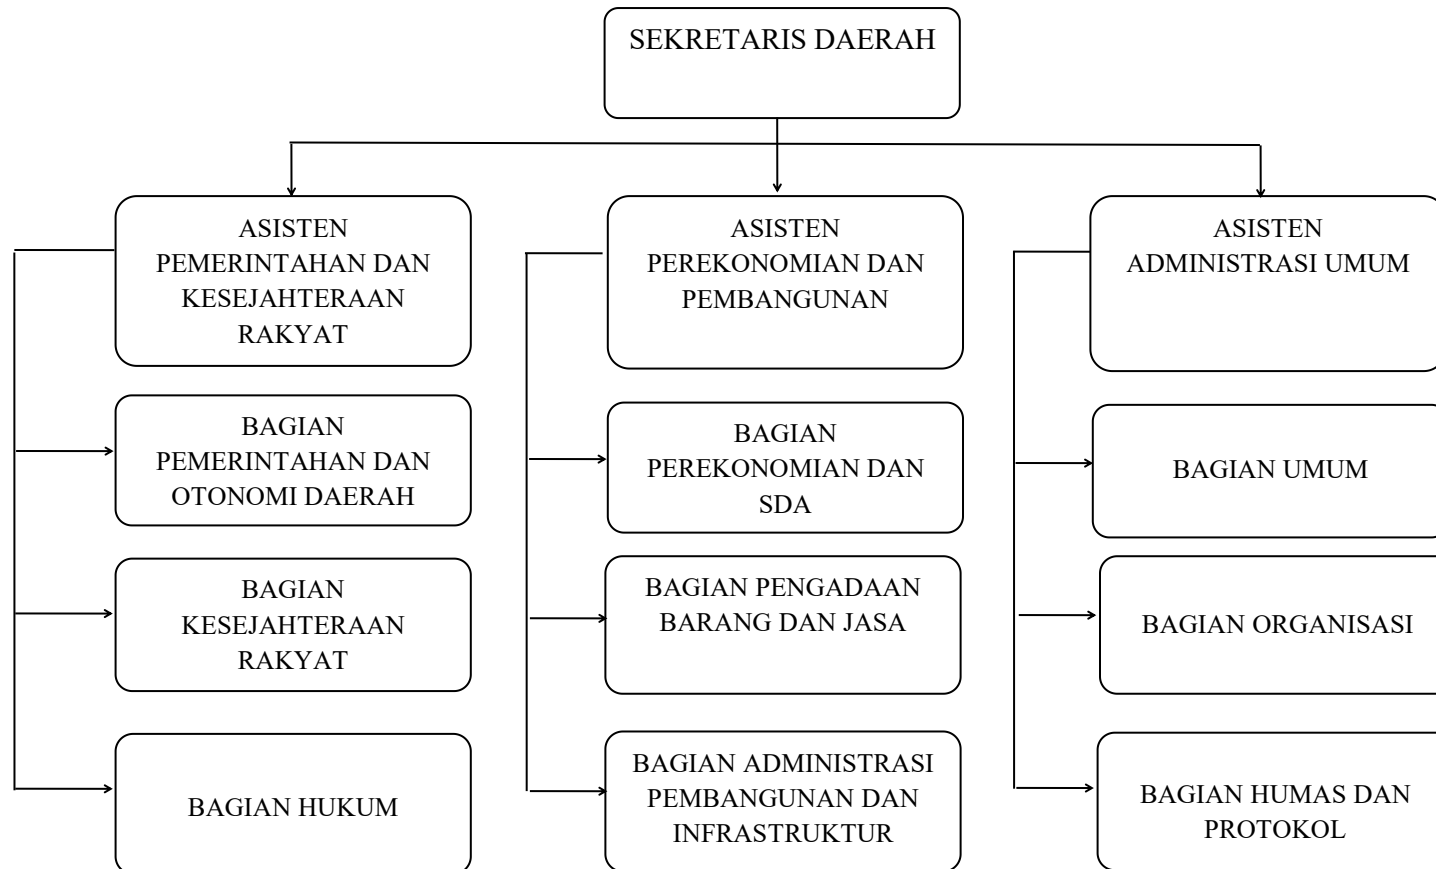 SEKRETARIS DAERAH
ASISTEN
PEMERINTAHAN DAN
KESEJAHTERAAN
RAKYAT
ASISTEN
PEREKONOMIAN DAN
PEMBANGUNAN
ASISTEN
ADMINISTRASI UMUM
BAGIAN
PEMERINTAHAN DAN
OTONOMI DAERAH
BAGIAN
PEREKONOMIAN DAN
SDA
BAGIAN UMUM
BAGIAN
KESEJAHTERAAN
RAKYAT
BAGIAN PENGADAAN
BARANG DAN JASA
BAGIAN ORGANISASI
BAGIAN HUKUM
BAGIAN ADMINISTRASI
PEMBANGUNAN DAN
INFRASTRUKTUR
BAGIAN HUMAS DAN
PROTOKOL